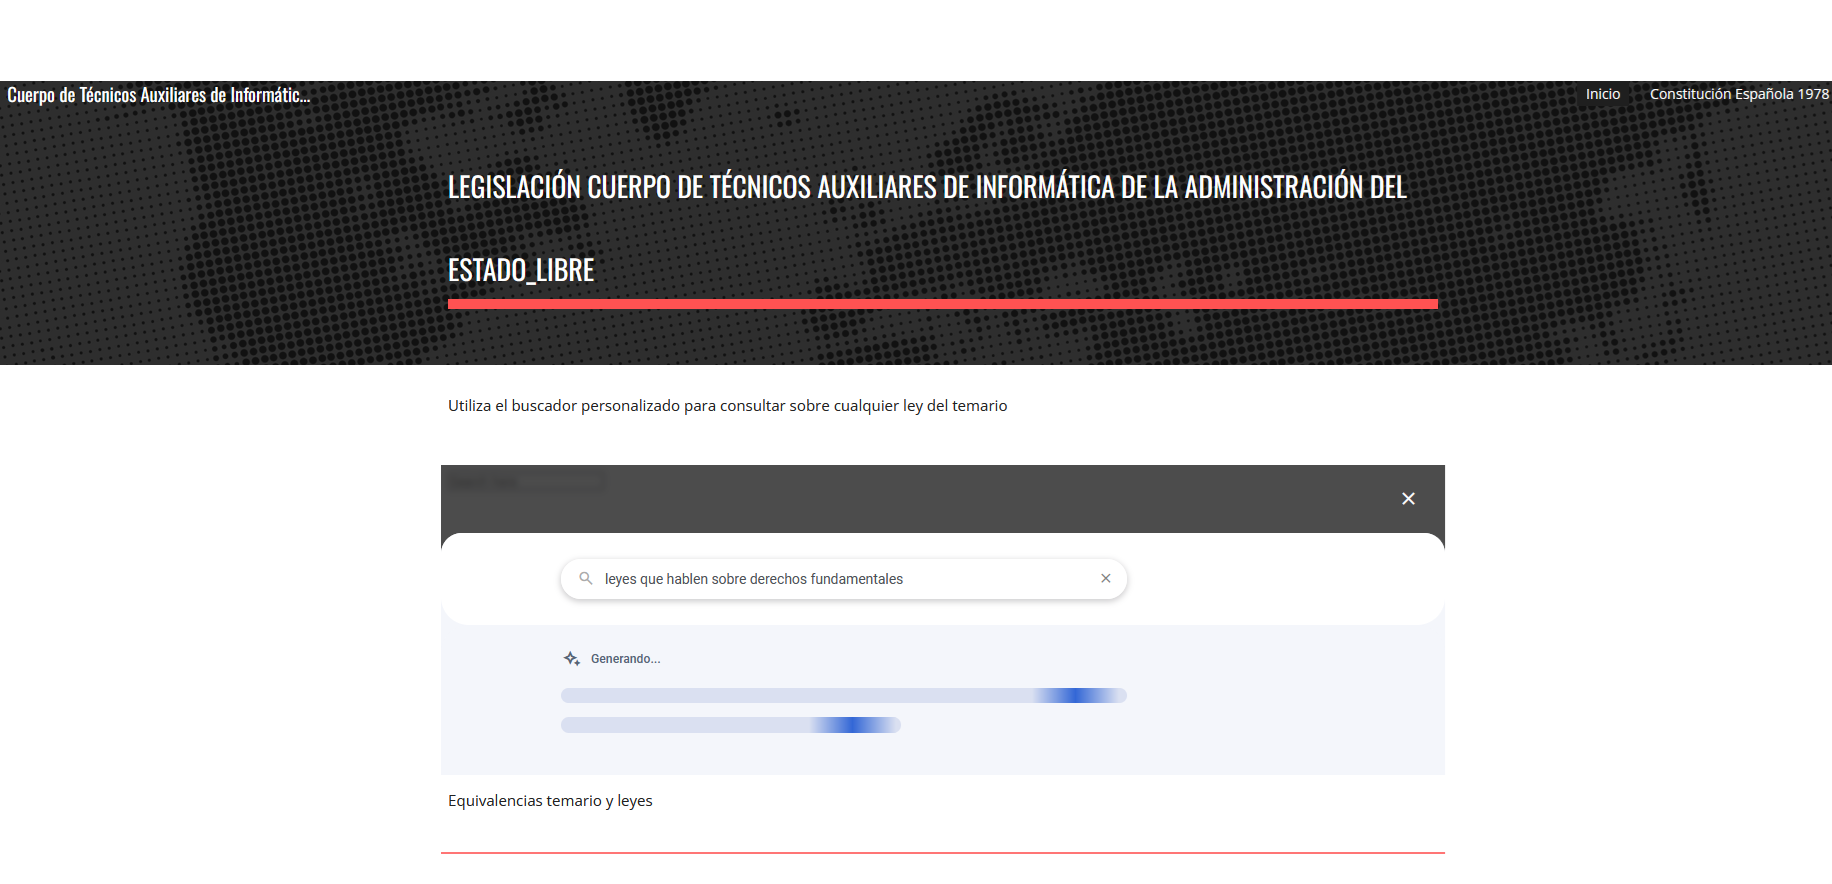 Cuerpo de Técnicos Auxiliares de Informátic...
Inicio
Constitución Española 1978
LEGISLACIÓN CUERPO DE TÉCNICOS AUXILIARES DE INFORMÁTICA DE LA ADMINISTRACIÓN DEL
ESTADO_LIBRE
Utiliza el buscador personalizado para consultar sobre cualquier ley del temario
leyes que hablen sobre derechos fundamentales
Generando...
Equivalencias temario y leyes